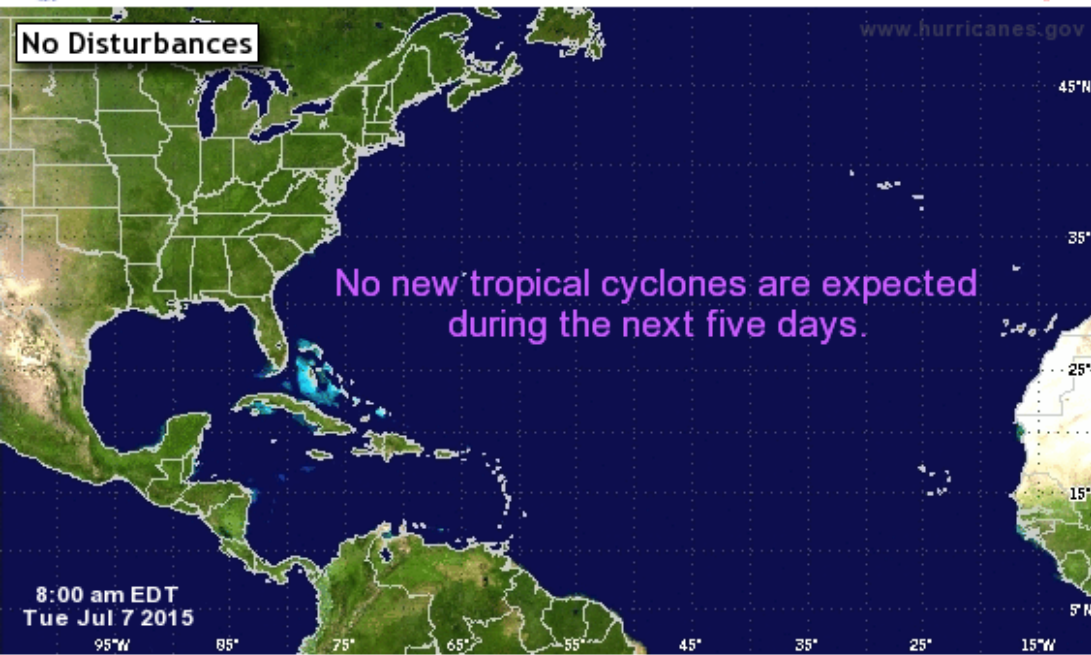 No Disturbances
www.hurricanes.gov
45°N
35°
No new tropical cyclones are expected
during the next five days.
25°
15°
8:00 am EDT
Tue Jul 7 2015
5°N
95°W 85° 75° 65° 55° 45° 35° 25° 15°W